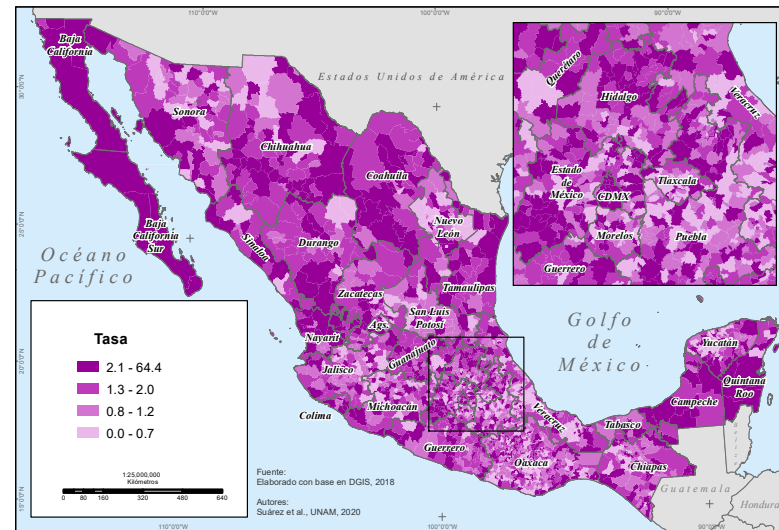 110°0'0"W
100°0'0"W
90°0'0"W
Baja
California
Estados Unidos de América
30°0'0"N
Sonora
Chihuahua
Coahuila
Nuevo
León
25°0'0"N
Baja
California
Sur
Sinaloa
Durango
Océano
Pacífico
Tamaulipas
Zacatecas
San Luis
Potosí
Ags.
Nayarit
Guanajuato
20°0'0"N
Jalisco
Colima
Michoacán
Guerrero
Oaxaca
Veracruz
Tabasco
Chiapas
Campeche
Yucatán
Quintana
Roo
Golfo
de
México
Belize
Guatemala
Honduras
15°0'0"N
Querétaro
Hidalgo
Veracruz
Estado
de
México
CDMX
Tlaxcala
Morelos
Puebla
Guerrero
Tasa
2.1 - 64.4
1.3 - 2.0
0.8 - 1.2
0.0 - 0.7
1:25,000,000
Kilómetros
0 80 160 320 480 640
Fuente:
Elaborado con base en DGIS, 2018
Autores:
Suárez et al., UNAM, 2020
110°0'0"W
100°0'0"W
90°0'0"W